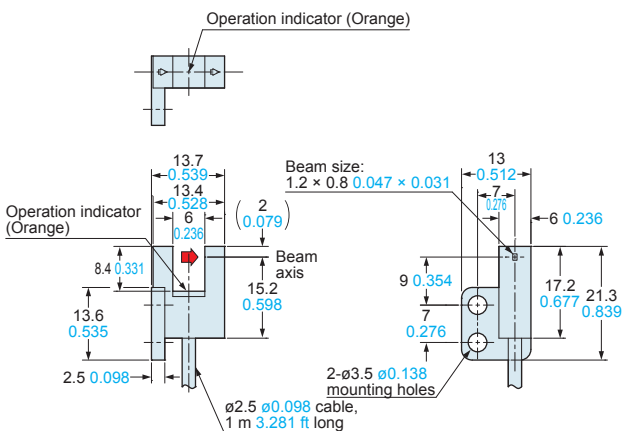 Operation indicator (Orange)
13.7
0.539
13.4
0.528
6
0.236
( 2
0.079 )
Operation indicator
(Orange)
Beam
axis
8.4 0.331
15.2
0.598
13.6
0.535
2.5 0.098
ø2.5 ø0.098 cable,
1 m 3.281 ft long
Beam size:
1.2 × 0.8 0.047 × 0.031
13
0.512
7
0.276
6 0.236
9 0.354
7
0.276
17.2
0.677
21.3
0.839
2-ø3.5 ø0.138
mounting holes